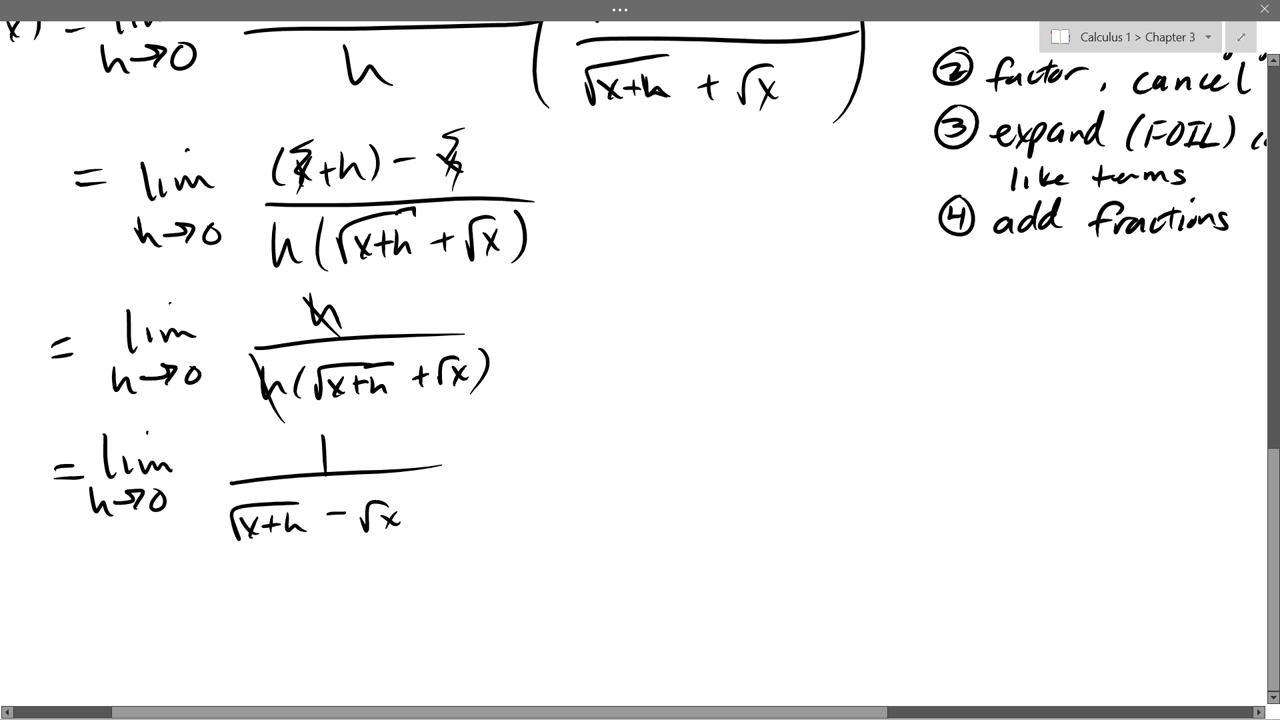 Calculus 1 > Chapter 3
x) = lim h→0 / h ( / √x+h + √x )
② factor, cancel
③ expand (FOIL)
like terms
④ add fractions
= lim h→0 (x+h) - x / h(√x+h + √x)
= lim h→0 h / h(√x+h + √x)
= lim h→0 1 / √x+h - √x